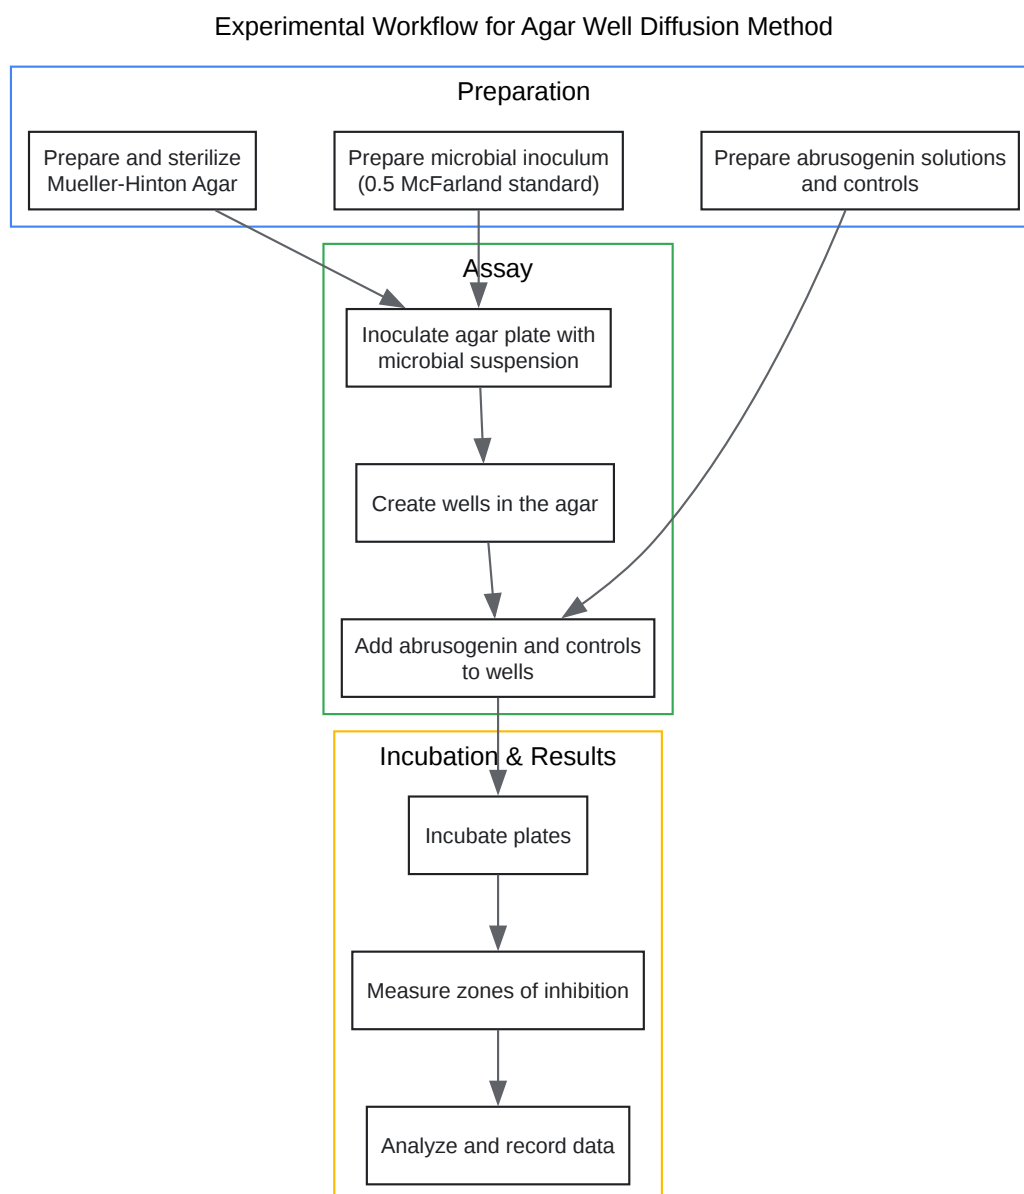 Experimental Workflow for Agar Well Diffusion Method
Preparation
Prepare and sterilize
Mueller-Hinton Agar
Prepare microbial inoculum
(0.5 McFarland standard)
Prepare abrusogenin solutions
and controls
Assay
Inoculate agar plate with
microbial suspension
Create wells in the agar
Add abrusogenin and controls
to wells
Incubation & Results
Incubate plates
Measure zones of inhibition
Analyze and record data